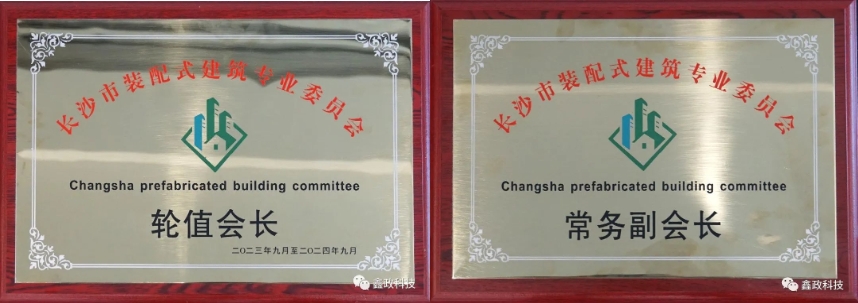 长沙市装配式建筑专业委员会
Changsha prefabricated building committee
轮值会长
二〇二三年九月至二〇二四年九月
鑫政科技
长沙市装配式建筑专业委员会
Changsha prefabricated building committee
常务副会长
鑫政科技